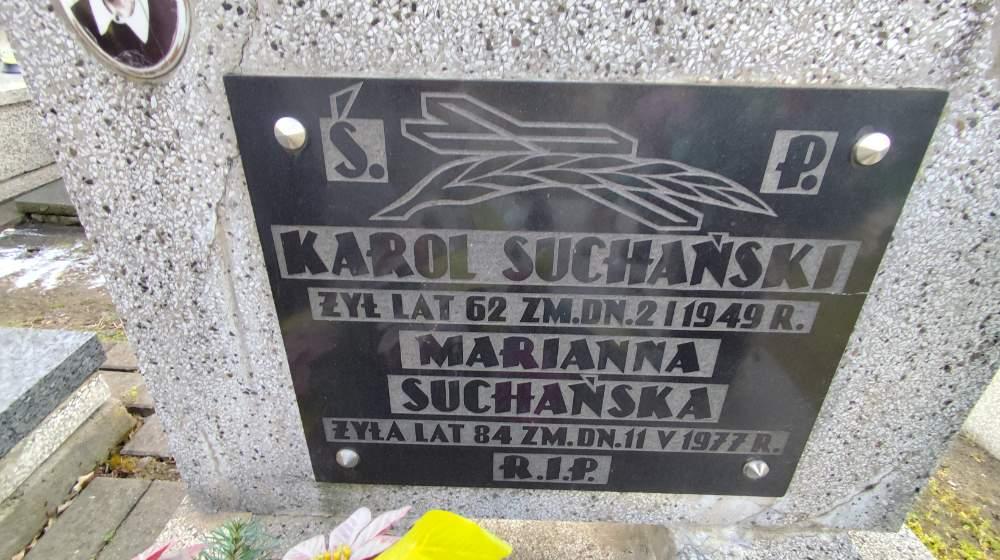 Ś. P.
KAROL SUCHAŃSKI
ŻYŁ LAT 62 ZM.DN.2 I 1949 R.
MARIANNA
SUCHAŃSKA
ŻYŁA LAT 84 ZM.DN.11 V 1977 R.
R.I.P.